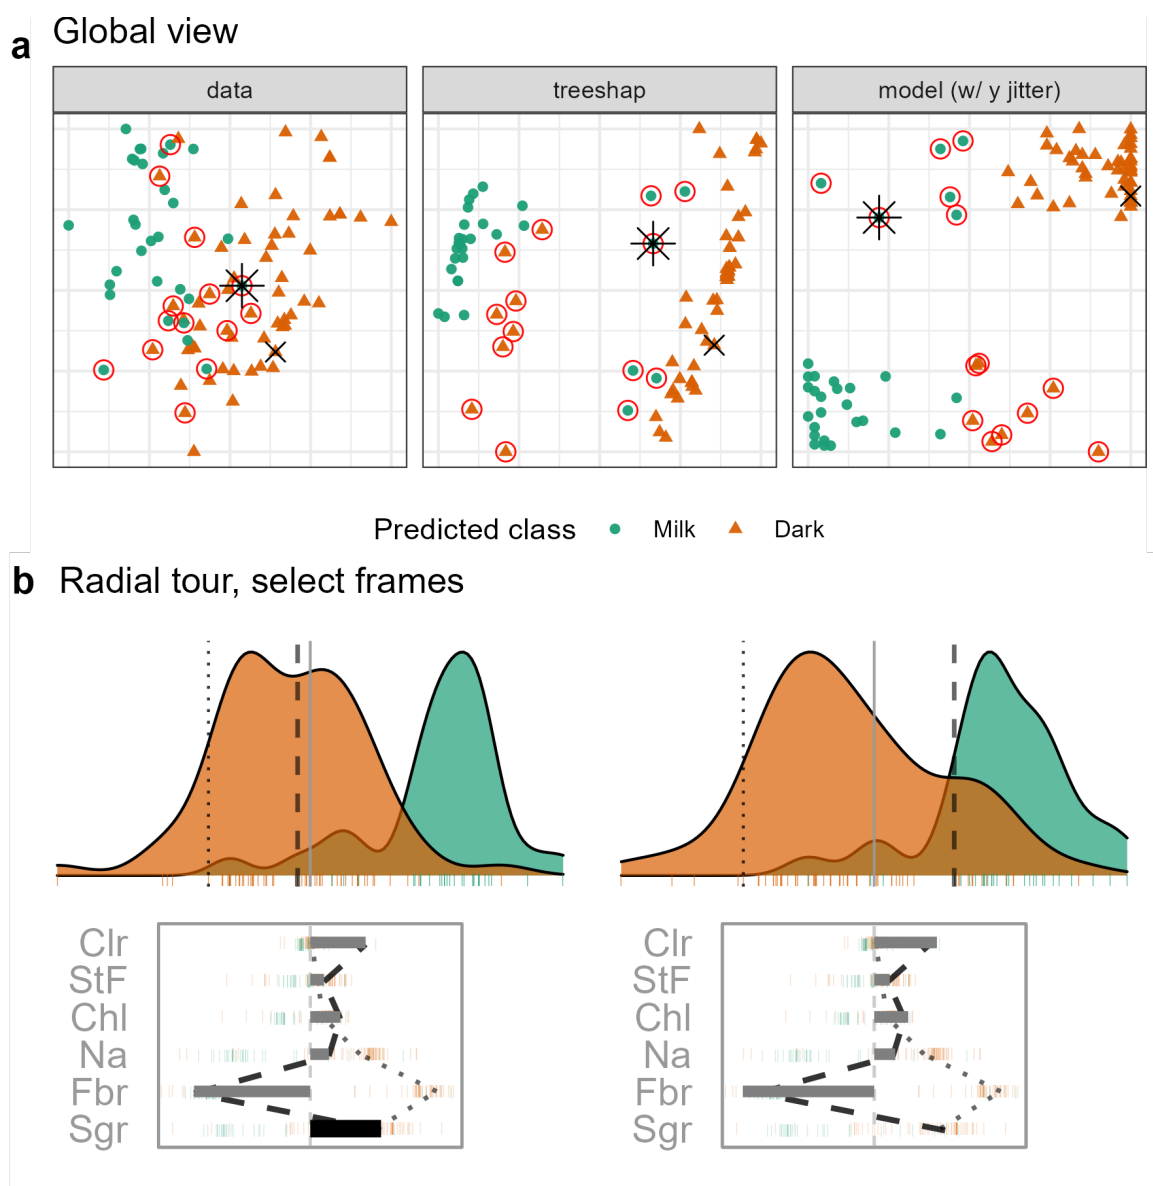 a Global view
data treeshap model (w/ y jitter)
Predicted class Milk Dark
b Radial tour, select frames
Clr Clr
StF StF
Chl Chl
Na Na
Fbr Fbr
Sgr Sgr